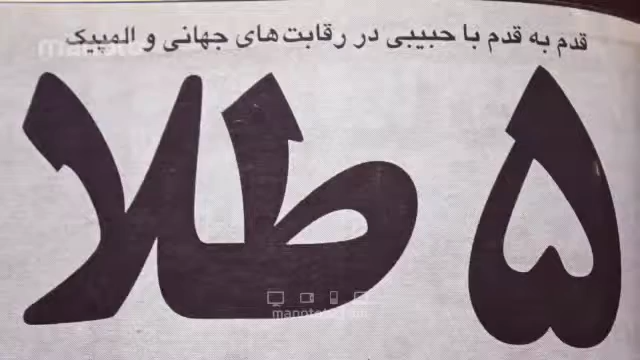 قدم به قدم با حبیبی در رقابت‌های جهانی و المپیک
۵ طلا